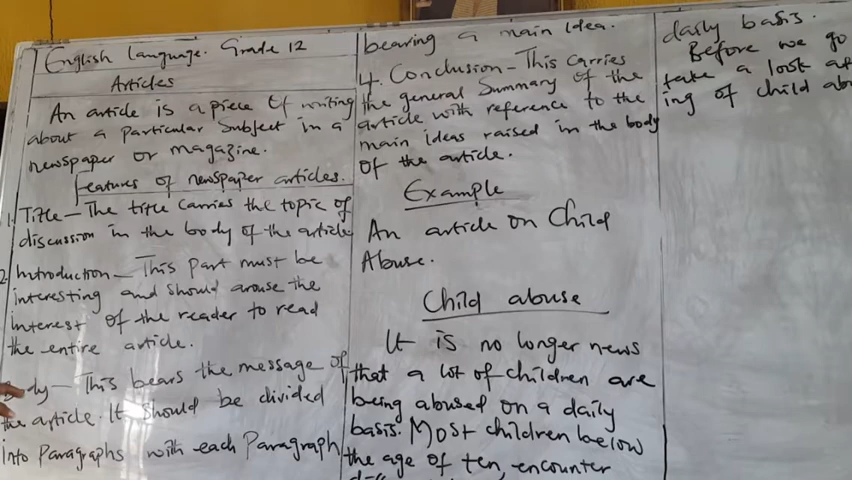 English Language. Grade 12
Articles
An article is a piece of writing
about a particular subject in a
newspaper or magazine.
features of newspaper articles.
1. Title – The title carries the topic of
discussion in the body of the article
2. Introduction – This part must be
interesting and should arouse the
interest of the reader to read
the entire article.
ody – This bears the message of
the article. It should be divided
into Paragraphs with each Paragraph
bearing a main idea.
4. Conclusion – This carries
the general summary of the
article with reference to the
main ideas raised in the body
of the article.
Example
An article on Child
Abuse.
Child abuse
It is no longer news
that a lot of children are
being abused on a daily
basis. Most children below
the age of ten, encounter
daily basis.
Before we go
take a look at
ing of child abu